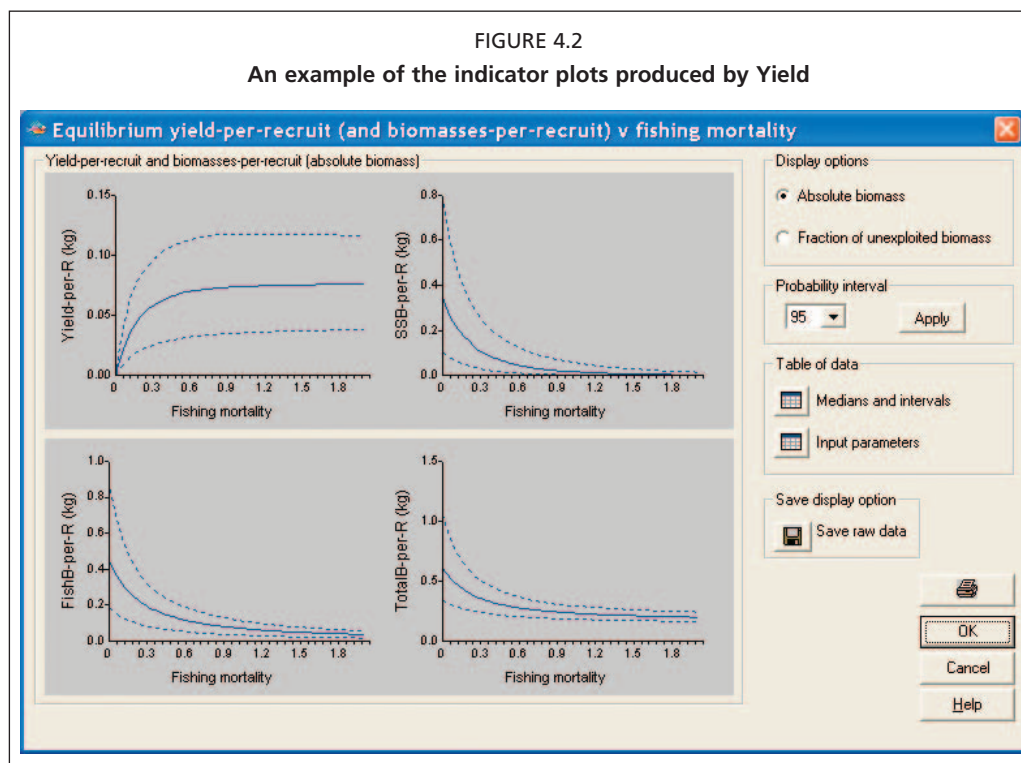 FIGURE 4.2
An example of the indicator plots produced by Yield
Equilibrium yield-per-recruit (and biomasses-per-recruit) v fishing mortality
Yield-per-recruit and biomasses-per-recruit (absolute biomass)
Yield-per-R (kg)
0.15
0.10
0.05
0.00
0 0.3 0.6 0.9 1.2 1.5 1.8
Fishing mortality
SSB-per-R (kg)
0.8
0.6
0.4
0.2
0.0
0 0.3 0.6 0.9 1.2 1.5 1.8
Fishing mortality
FishB-per-R (kg)
1.0
0.8
0.6
0.4
0.2
0.0
0 0.3 0.6 0.9 1.2 1.5 1.8
Fishing mortality
TotalB-per-R (kg)
1.5
1.0
0.5
0.0
0 0.3 0.6 0.9 1.2 1.5 1.8
Fishing mortality
Display options
Absolute biomass
Fraction of unexploited biomass
Probability interval
95
Apply
Table of data
Medians and intervals
Input parameters
Save display option
Save raw data
OK
Cancel
Help